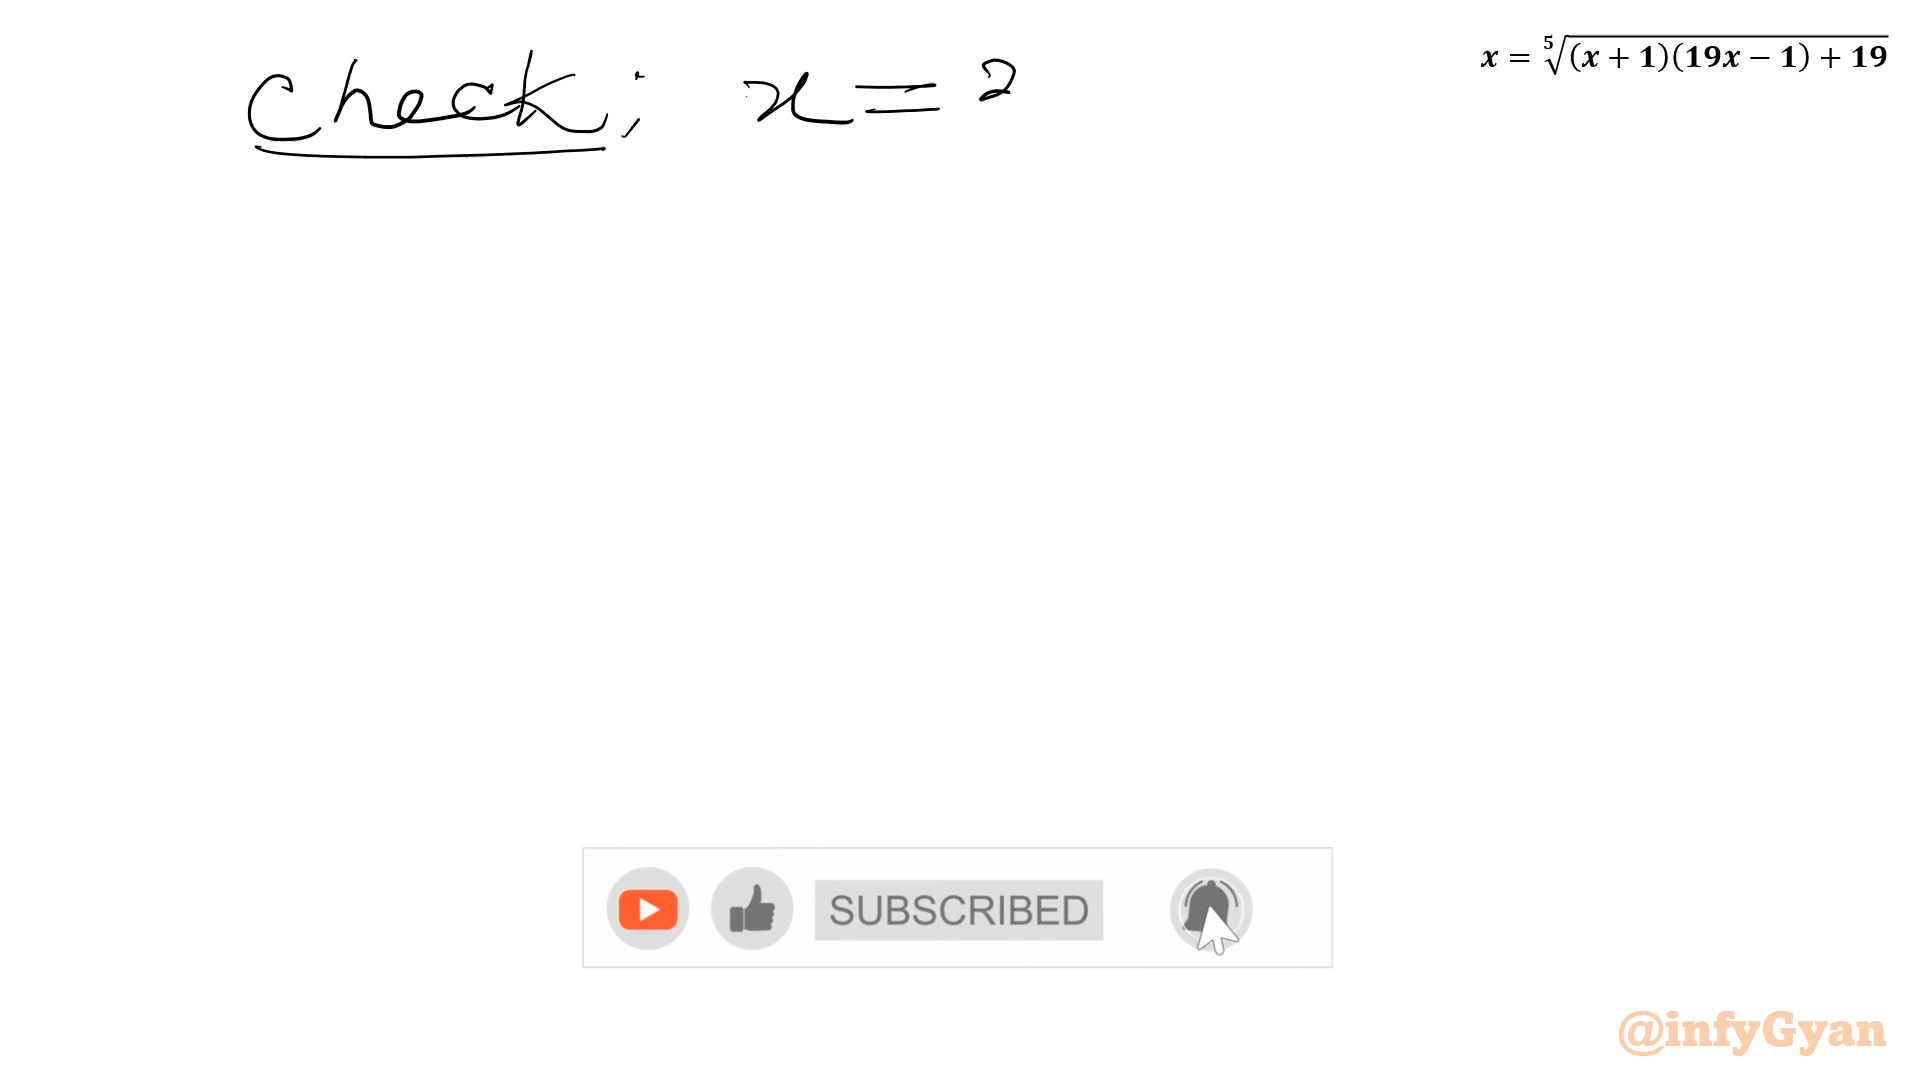 check; x = 2
x = ⁵√((x + 1)(19x − 1) + 19)
SUBSCRIBED
@infyGyan